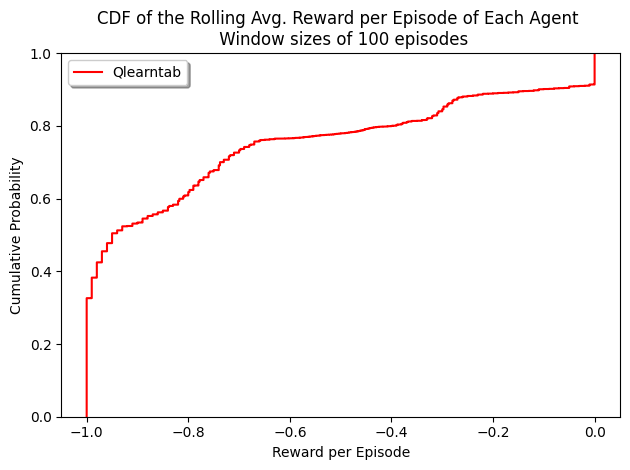 CDF of the Rolling Avg. Reward per Episode of Each Agent
Window sizes of 100 episodes
Qlearntab
1.0
0.8
0.6
0.4
0.2
0.0
Cumulative Probability
−1.0 −0.8 −0.6 −0.4 −0.2 0.0
Reward per Episode